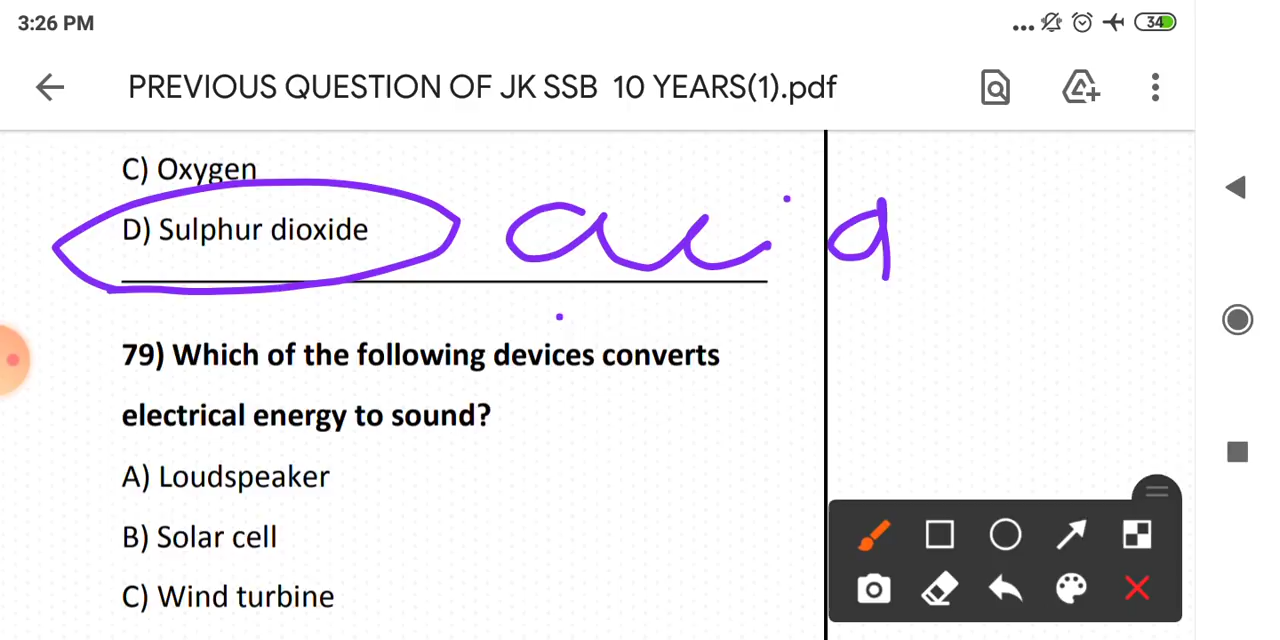 3:26 PM
34
PREVIOUS QUESTION OF JK SSB 10 YEARS(1).pdf
C) Oxygen
D) Sulphur dioxide
acid
79) Which of the following devices converts
electrical energy to sound?
A) Loudspeaker
B) Solar cell
C) Wind turbine